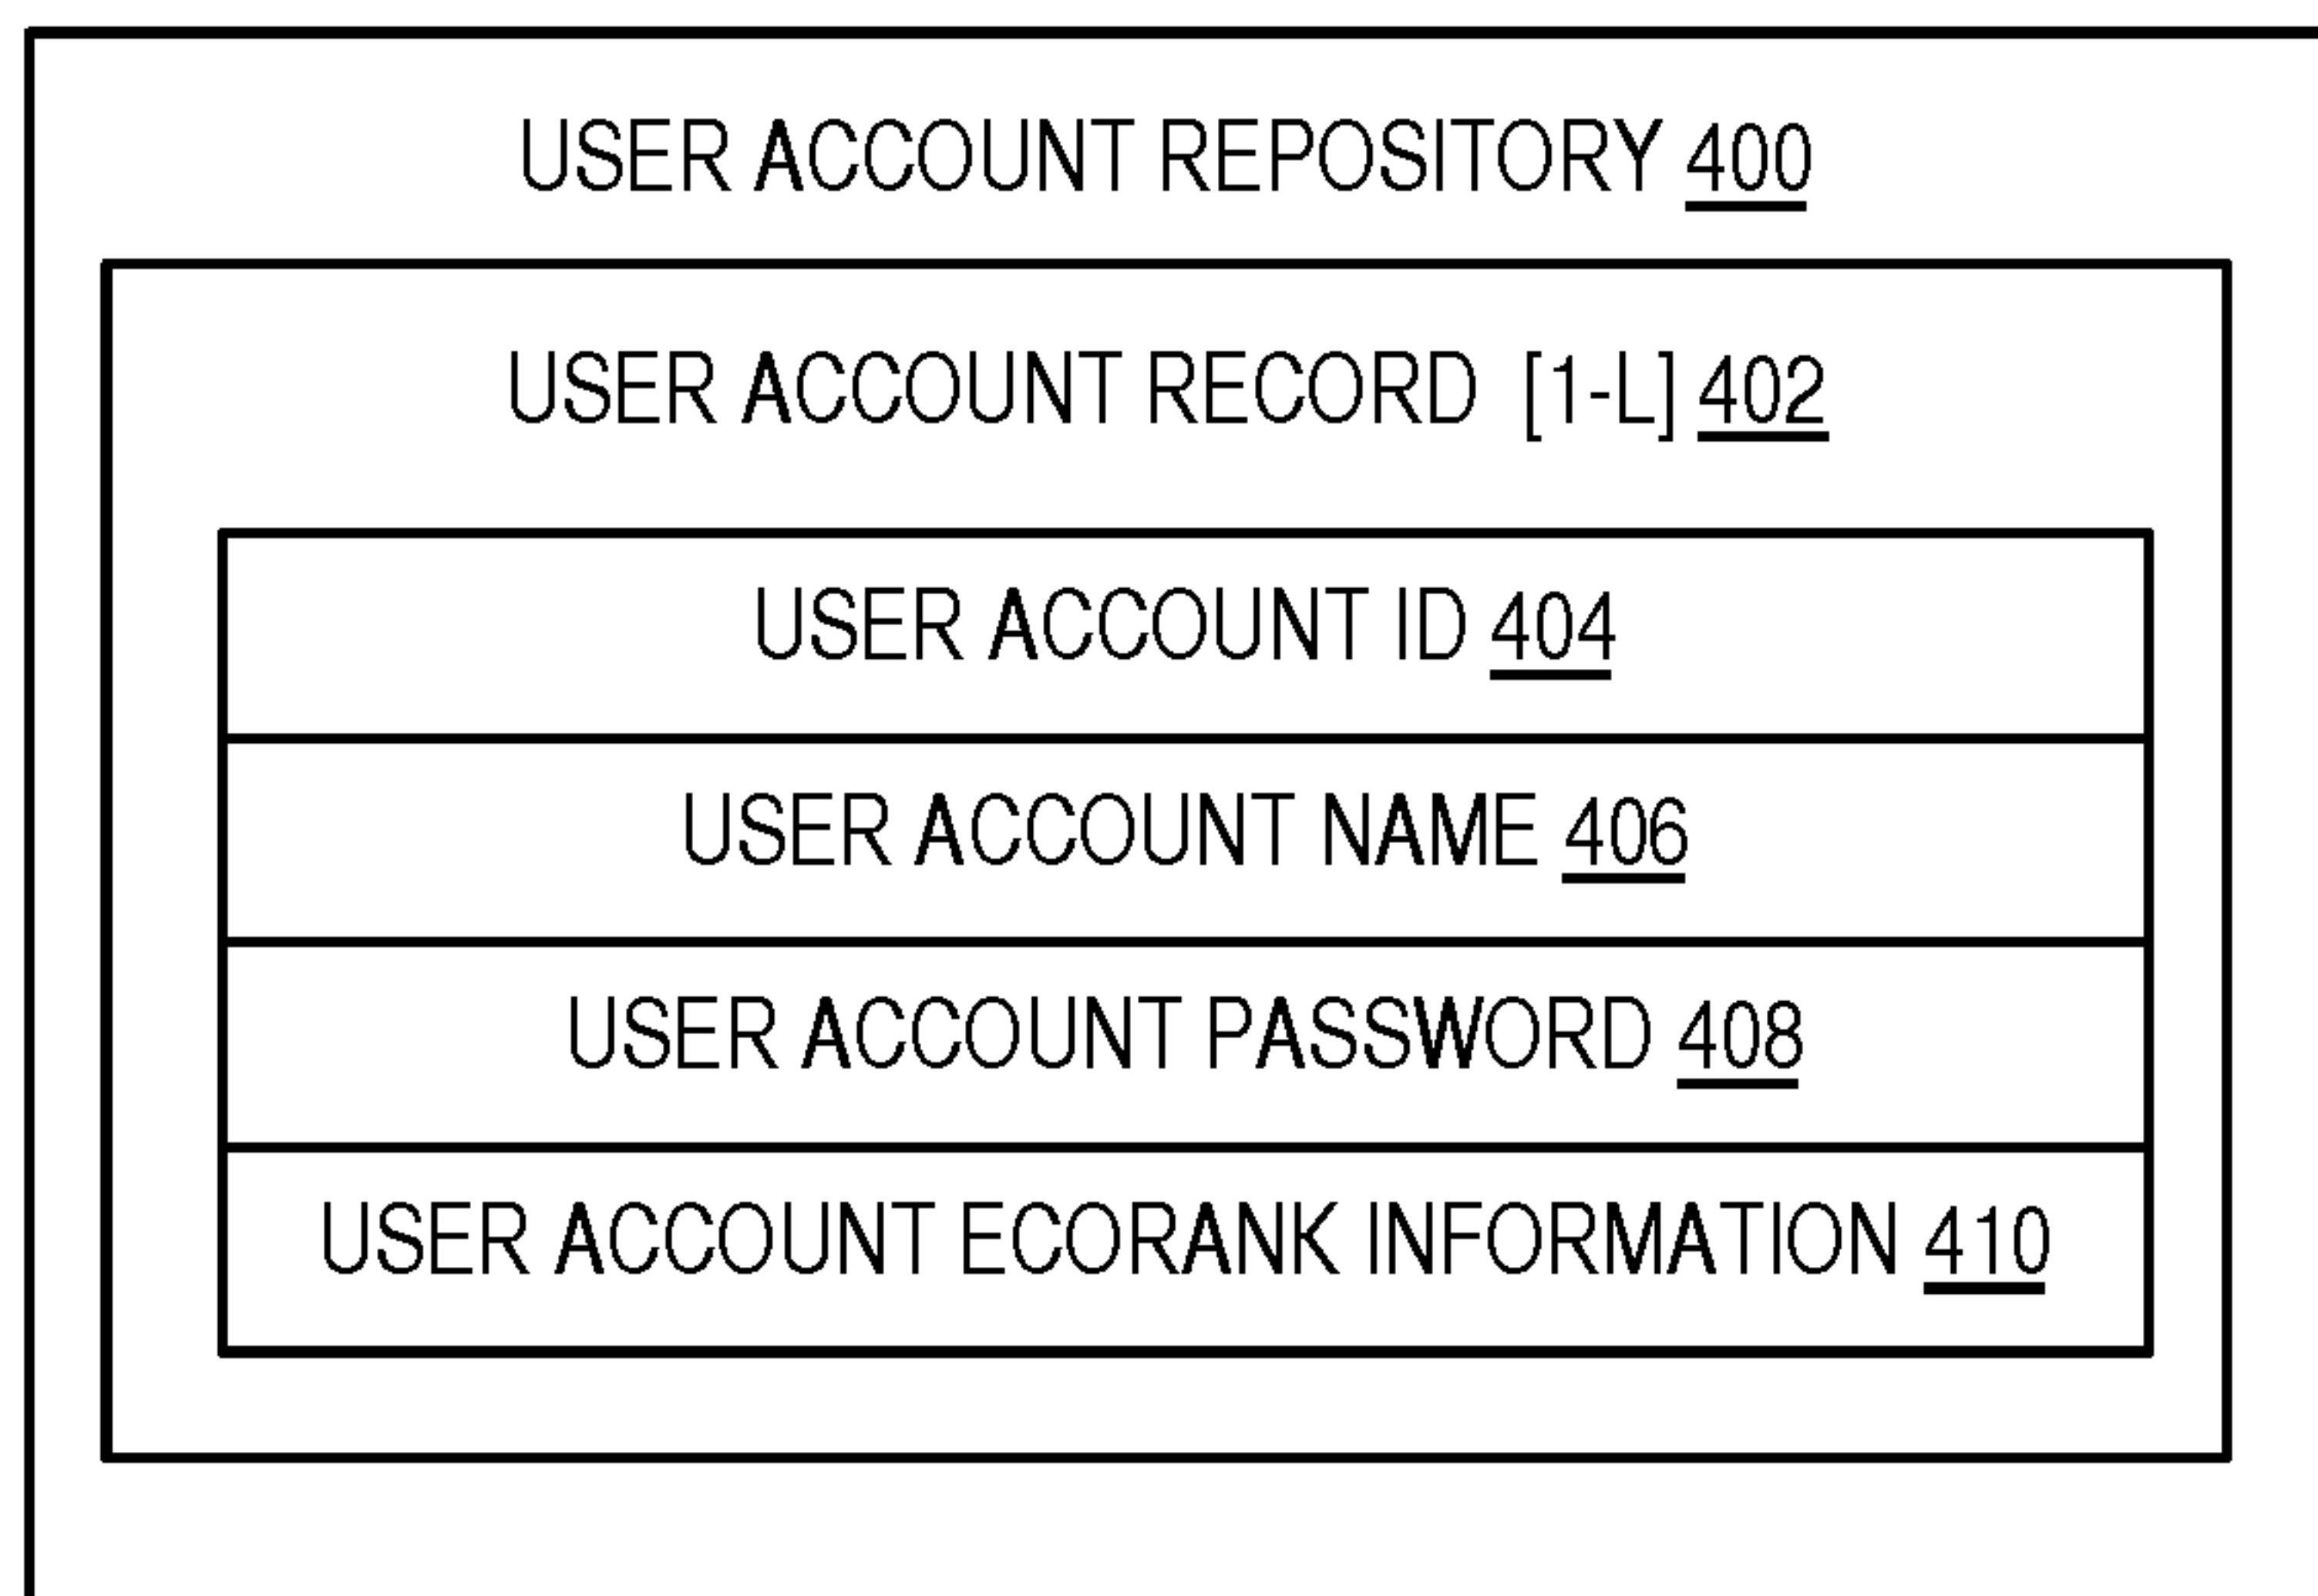 USER ACCOUNT REPOSITORY 400
USER ACCOUNT RECORD [1-L] 402
USER ACCOUNT ID 404
USER ACCOUNT NAME 406
USER ACCOUNT PASSWORD 408
USER ACCOUNT ECORANK INFORMATION 410